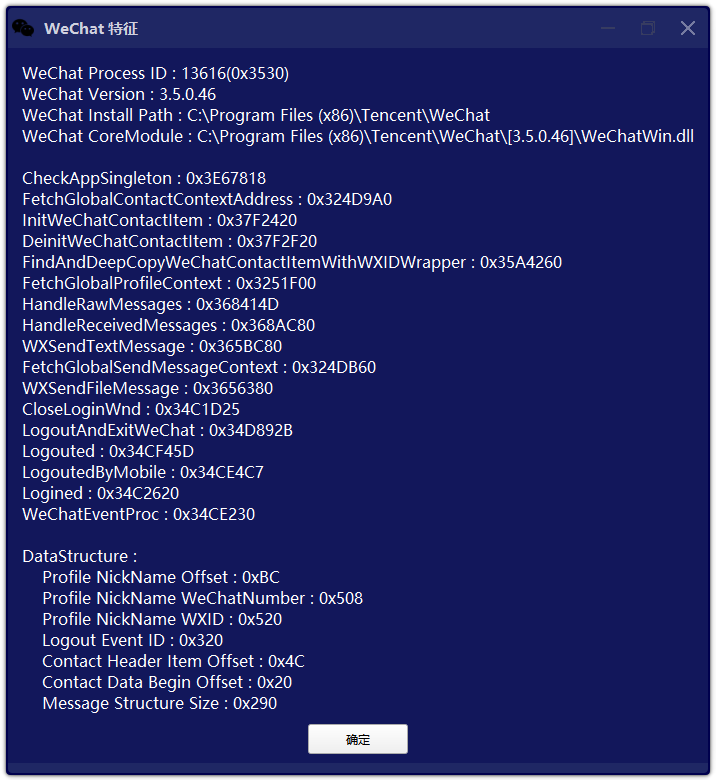 WeChat 特征
WeChat Process ID : 13616(0x3530)
WeChat Version : 3.5.0.46
WeChat Install Path : C:\Program Files (x86)\Tencent\WeChat
WeChat CoreModule : C:\Program Files (x86)\Tencent\WeChat\[3.5.0.46]\WeChatWin.dll
CheckAppSingleton : 0x3E67818
FetchGlobalContactContextAddress : 0x324D9A0
InitWeChatContactItem : 0x37F2420
DeinitWeChatContactItem : 0x37F2F20
FindAndDeepCopyWeChatContactItemWithWXIDWrapper : 0x35A4260
FetchGlobalProfileContext : 0x3251F00
HandleRawMessages : 0x368414D
HandleReceivedMessages : 0x368AC80
WXSendTextMessage : 0x365BC80
FetchGlobalSendMessageContext : 0x324DB60
WXSendFileMessage : 0x3656380
CloseLoginWnd : 0x34C1D25
LogoutAndExitWeChat : 0x34D892B
Logouted : 0x34CF45D
LogoutedByMobile : 0x34CE4C7
Logined : 0x34C2620
WeChatEventProc : 0x34CE230
DataStructure :
Profile NickName Offset : 0xBC
Profile NickName WeChatNumber : 0x508
Profile NickName WXID : 0x520
Logout Event ID : 0x320
Contact Header Item Offset : 0x4C
Contact Data Begin Offset : 0x20
Message Structure Size : 0x290
确定